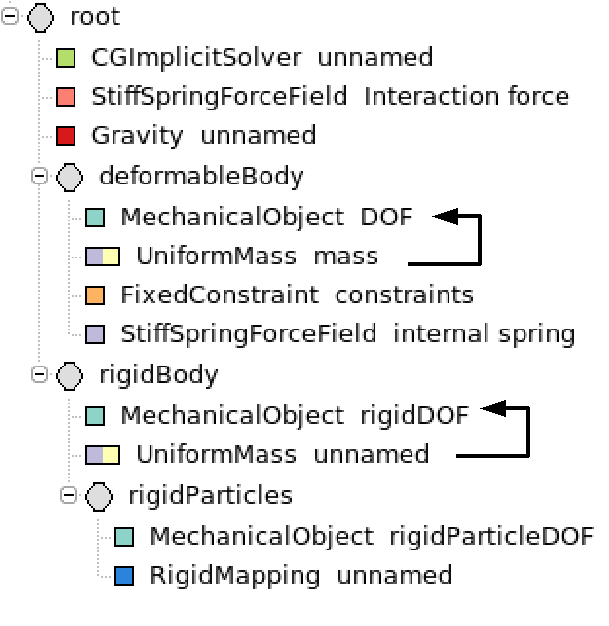 root
CGImplicitSolver unnamed
StiffSpringForceField Interaction force
Gravity unnamed
deformableBody
MechanicalObject DOF
UniformMass mass
FixedConstraint constraints
StiffSpringForceField internal spring
rigidBody
MechanicalObject rigidDOF
UniformMass unnamed
rigidParticles
MechanicalObject rigidParticleDOF
RigidMapping unnamed